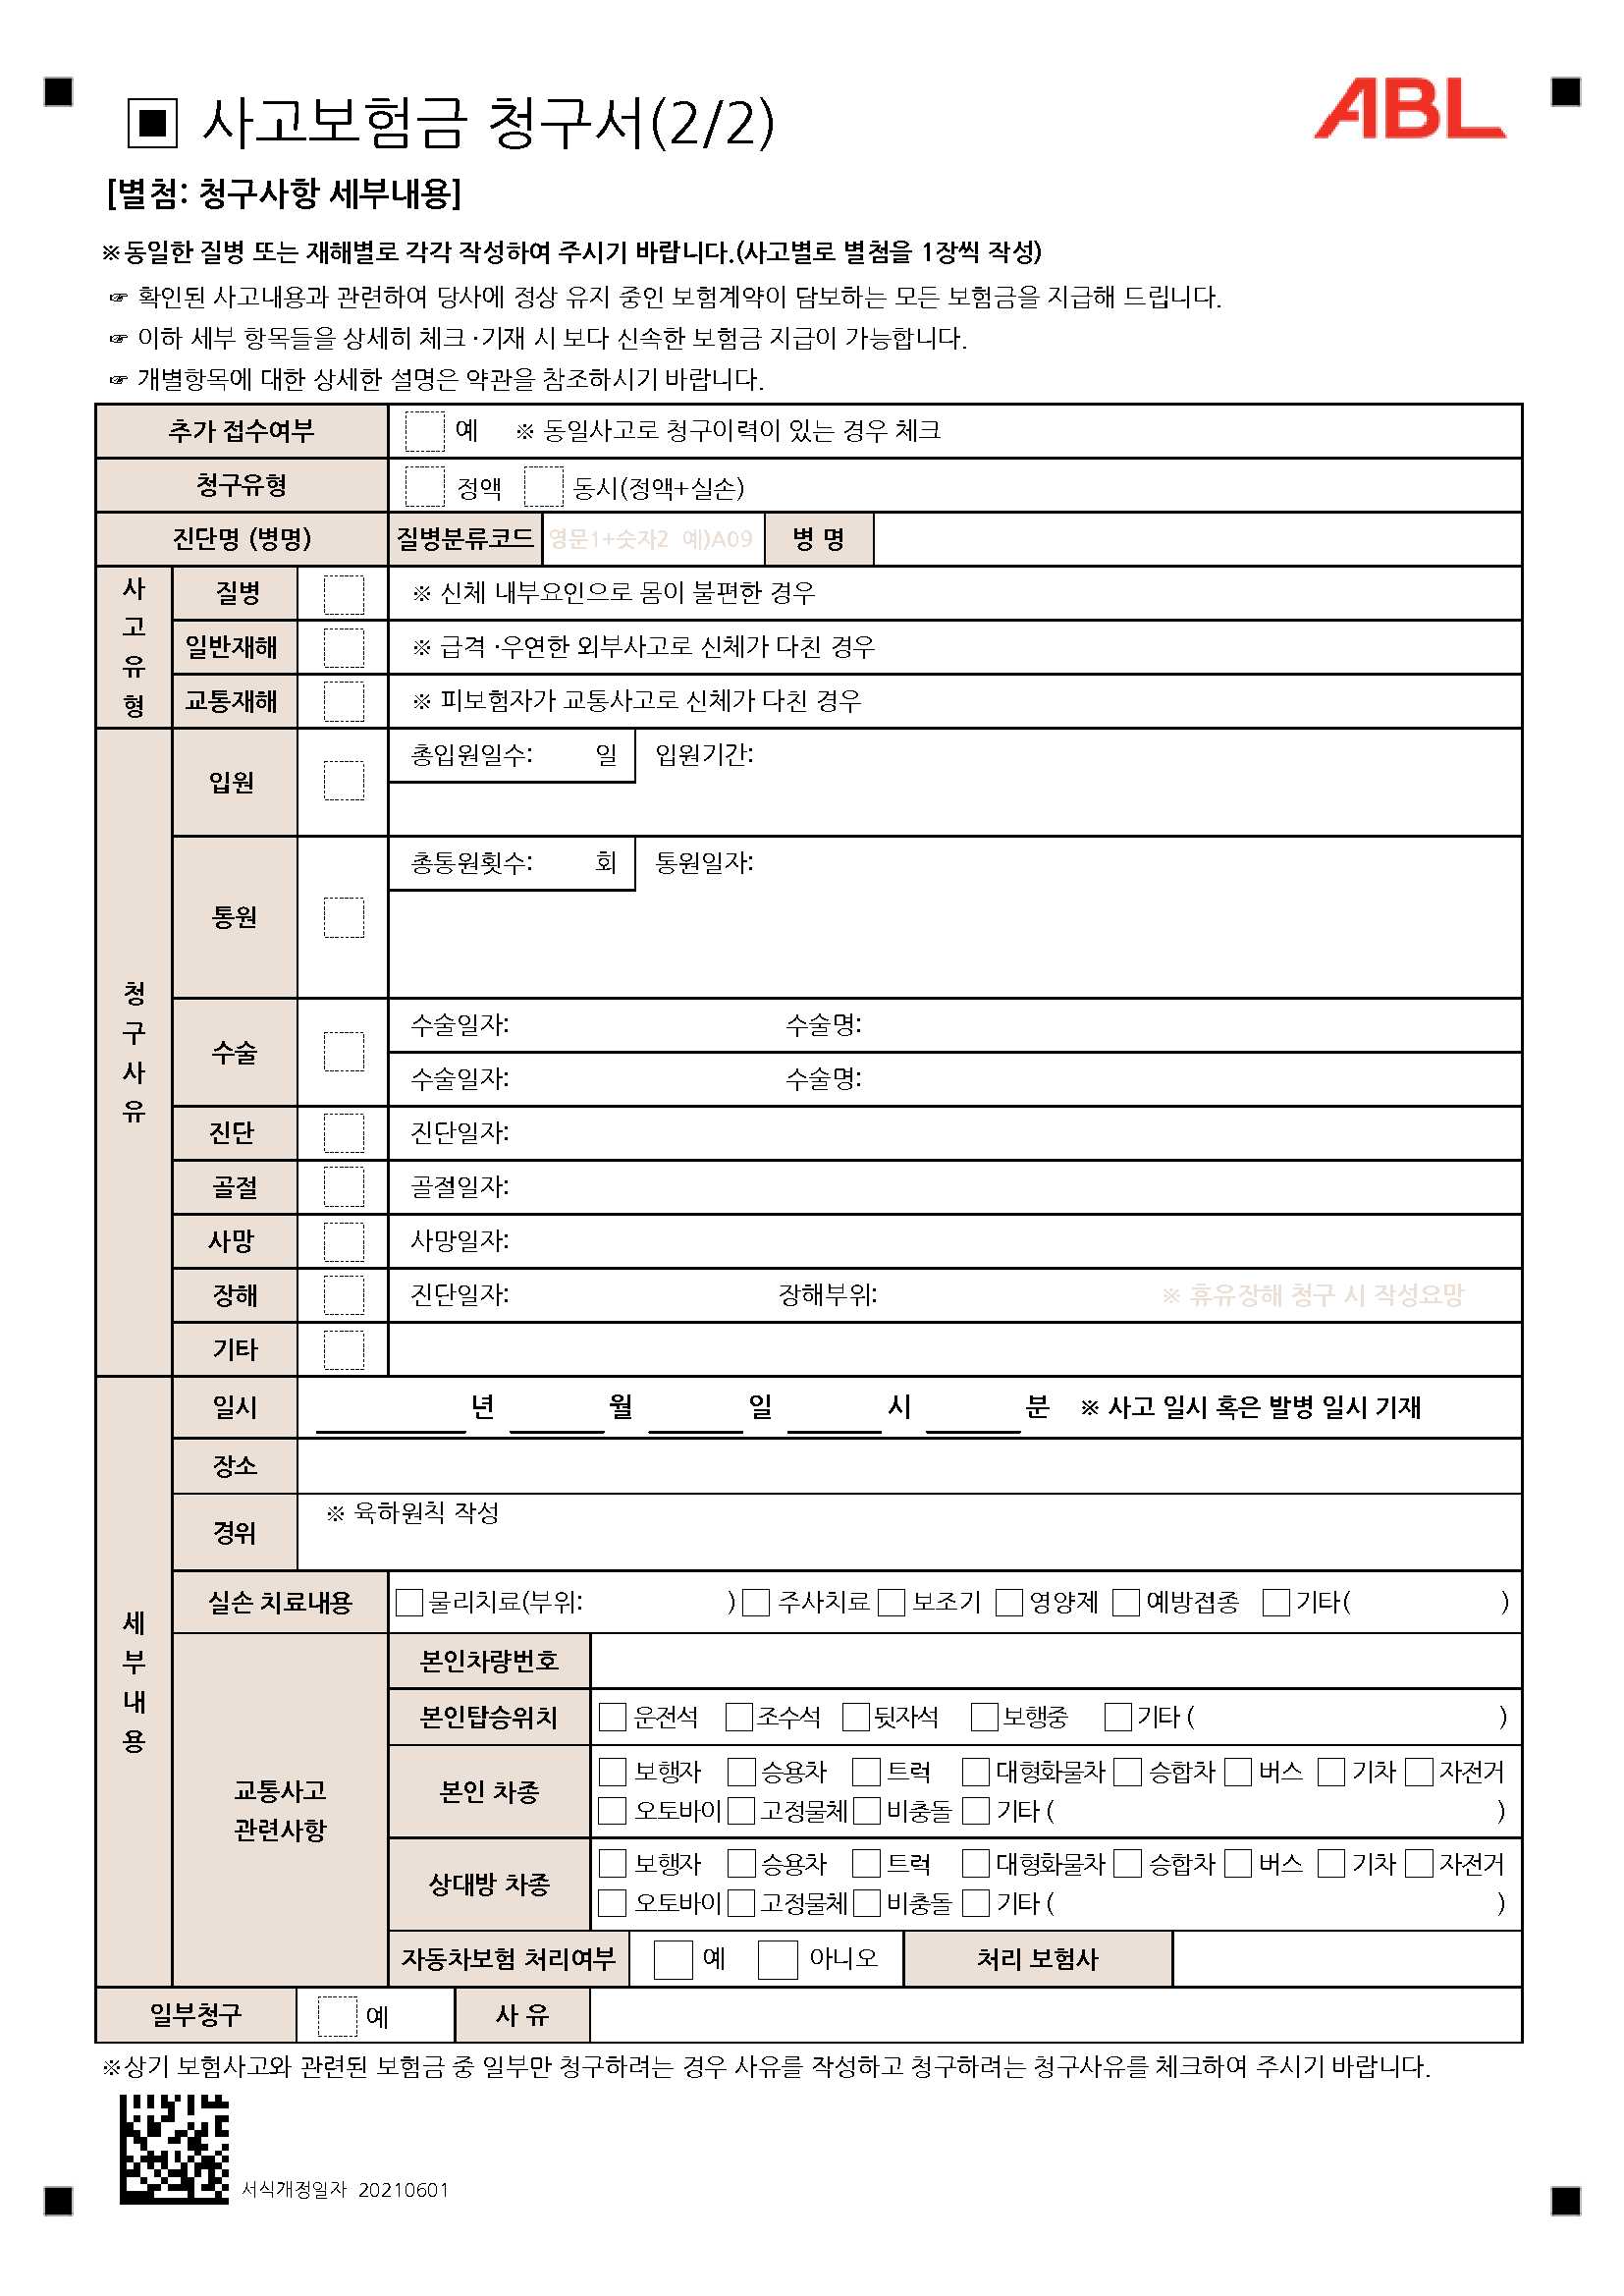 사고보험금 청구서(2/2)
ABL
[별첨: 청구사항 세부내용]
※동일한 질병 또는 재해별로 각각 작성하여 주시기 바랍니다.(사고별로 별첨을 1장씩 작성)
☞ 확인된 사고내용과 관련하여 당사에 정상 유지 중인 보험계약이 담보하는 모든 보험금을 지급해 드립니다.
☞ 이하 세부 항목들을 상세히 체크·기재 시 보다 신속한 보험금 지급이 가능합니다.
☞ 개별항목에 대한 상세한 설명은 약관을 참조하시기 바랍니다.
추가 접수여부 예 ※ 동일사고로 청구이력이 있는 경우 체크
청구유형 정액 동시(정액+실손)
진단명 (병명) 질병분류코드 영문1+숫자2 예)A09 병 명
사고유형
질병 ※ 신체 내부요인으로 몸이 불편한 경우
일반재해 ※ 급격·우연한 외부사고로 신체가 다친 경우
교통재해 ※ 피보험자가 교통사고로 신체가 다친 경우
청구사유
입원 총입원일수: 일 입원기간:
통원 총통원횟수: 회 통원일자:
수술 수술일자: 수술명:
수술일자: 수술명:
진단 진단일자:
골절 골절일자:
사망 사망일자:
장해 진단일자: 장해부위: ※ 휴유장해 청구 시 작성요망
기타
세부내용
일시 년 월 일 시 분 ※ 사고 일시 혹은 발병 일시 기재
장소
경위 ※ 육하원칙 작성
실손 치료내용 물리치료(부위: ) 주사치료 보조기 영양제 예방접종 기타( )
교통사고 관련사항
본인차량번호
본인탑승위치 운전석 조수석 뒷자석 보행중 기타 ( )
본인 차종 보행자 승용차 트럭 대형화물차 승합차 버스 기차 자전거
오토바이 고정물체 비충돌 기타 ( )
상대방 차종 보행자 승용차 트럭 대형화물차 승합차 버스 기차 자전거
오토바이 고정물체 비충돌 기타 ( )
자동차보험 처리여부 예 아니오 처리 보험사
일부청구 예 사 유
※상기 보험사고와 관련된 보험금 중 일부만 청구하려는 경우 사유를 작성하고 청구하려는 청구사유를 체크하여 주시기 바랍니다.
서식개정일자 20210601